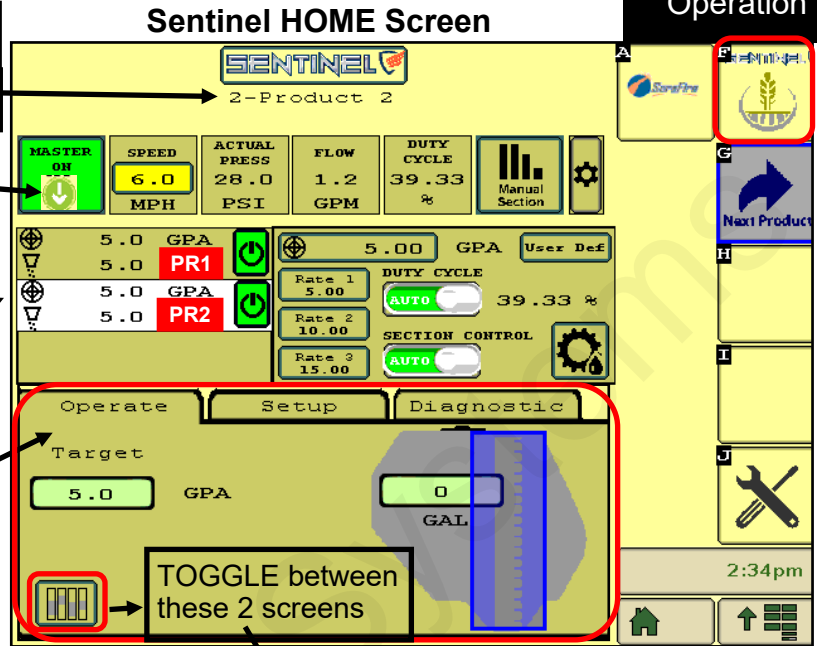 Operation
Sentinel HOME Screen
SENTINEL
2-Product 2
MASTER
ON
SPEED
6.0
MPH
ACTUAL
PRESS
28.0
PSI
FLOW
1.2
GPM
DUTY
CYCLE
39.33
%
Manual
Section
5.0 GPA
5.0 PR1
5.0 GPA
5.0 PR2
5.00 GPA User Def
Rate 1
5.00
Rate 2
10.00
Rate 3
15.00
DUTY CYCLE
AUTO 39.33 %
SECTION CONTROL
AUTO
Operate Setup Diagnostic
Target
5.0 GPA
0
GAL
TOGGLE between
these 2 screens
A
SureFire
F
SENTINEL
G
Next Product
H
I
J
2:34pm
Systems